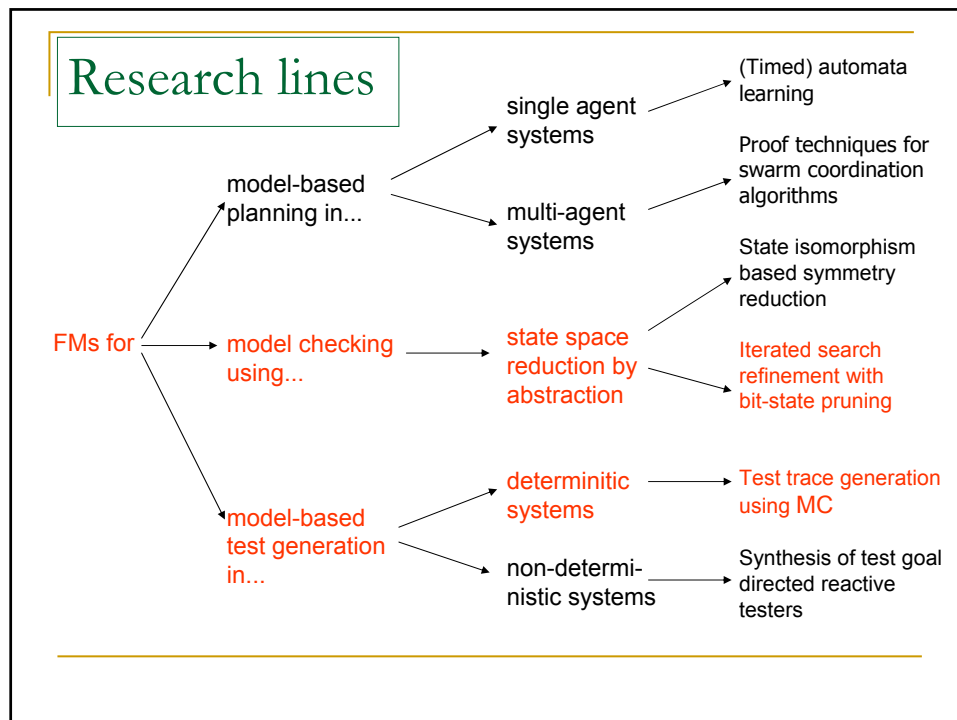 Research lines
single agent
systems
(Timed) automata
learning
model-based
planning in...
multi-agent
systems
Proof techniques for
swarm coordination
algorithms
FMs for
model checking
using...
state space
reduction by
abstraction
State isomorphism
based symmetry
reduction
Iterated search
refinement with
bit-state pruning
model-based
test generation
in...
determinitic
systems
Test trace generation
using MC
non-determi-
nistic systems
Synthesis of test goal
directed reactive
testers